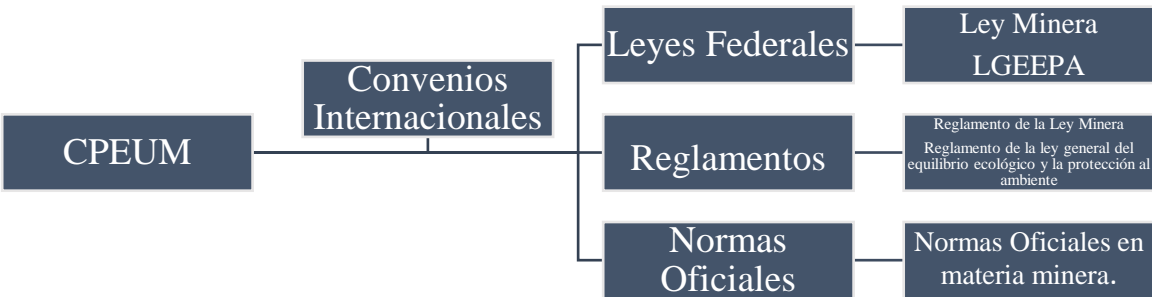 CPEUM
Convenios
Internacionales
Leyes Federales
Ley Minera
LGEEPA
Reglamentos
Reglamento de la Ley Minera
Reglamento de la ley general del
equilibrio ecológico y la protección al
ambiente
Normas
Oficiales
Normas Oficiales en
materia minera.